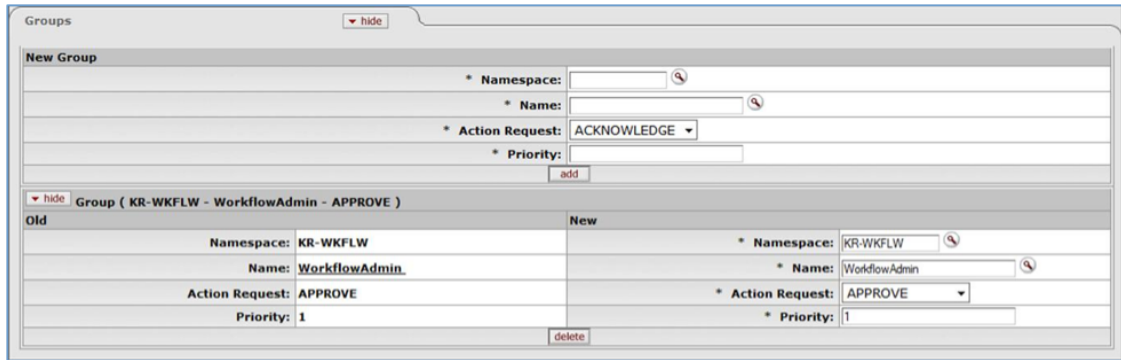 Groups hide
New Group
* Namespace:
* Name:
* Action Request: ACKNOWLEDGE
* Priority:
add
hide Group ( KR-WKFLW - WorkflowAdmin - APPROVE )
Old New
Namespace: KR-WKFLW * Namespace: KR-WKFLW
Name: WorkflowAdmin * Name: WorkflowAdmin
Action Request: APPROVE * Action Request: APPROVE
Priority: 1 * Priority: 1
delete